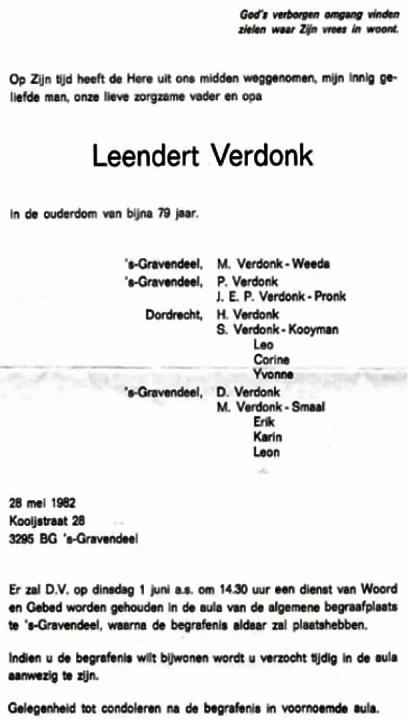 God's verborgen omgang vinden
zielen waar Zijn vrees in woont.
Op Zijn tijd heeft de Here uit ons midden weggenomen, mijn innig ge-
liefde man, onze lieve zorgzame vader en opa
Leendert Verdonk
in de ouderdom van bijna 79 jaar.
's-Gravendeel, M. Verdonk-Weeda
's-Gravendeel, P. Verdonk
J. E. P. Verdonk-Pronk
Dordrecht, H. Verdonk
S. Verdonk-Kooyman
Leo
Corine
Yvonne
's-Gravendeel, D. Verdonk
M. Verdonk-Smaal
Erik
Karin
Leon
28 mei 1982
Kooijstraat 28
3295 BG 's-Gravendeel
Er zal D.V. op dinsdag 1 juni a.s. om 14.30 uur een dienst van Woord
en Gebed worden gehouden in de aula van de algemene begraafplaats
te 's-Gravendeel, waarna de begrafenis aldaar zal plaatshebben.
Indien u de begrafenis wilt bijwonen wordt u verzocht tijdig in de aula
aanwezig te zijn.
Gelegenheid tot condoleren na de begrafenis in voornoemde aula.